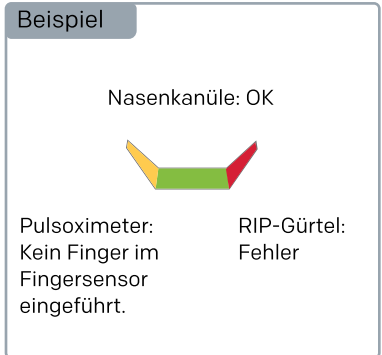 Beispiel
Nasenkanüle: OK
Pulsoximeter:
Kein Finger im
Fingersensor
eingeführt.
RIP-Gürtel:
Fehler